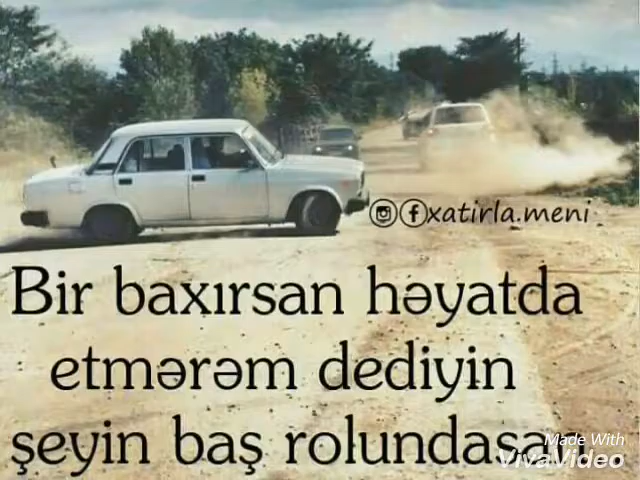 xatirla.meni
Bir baxırsan həyatda
etmərəm dediyin
şeyin baş rolundasan
Made With
VivaVideo